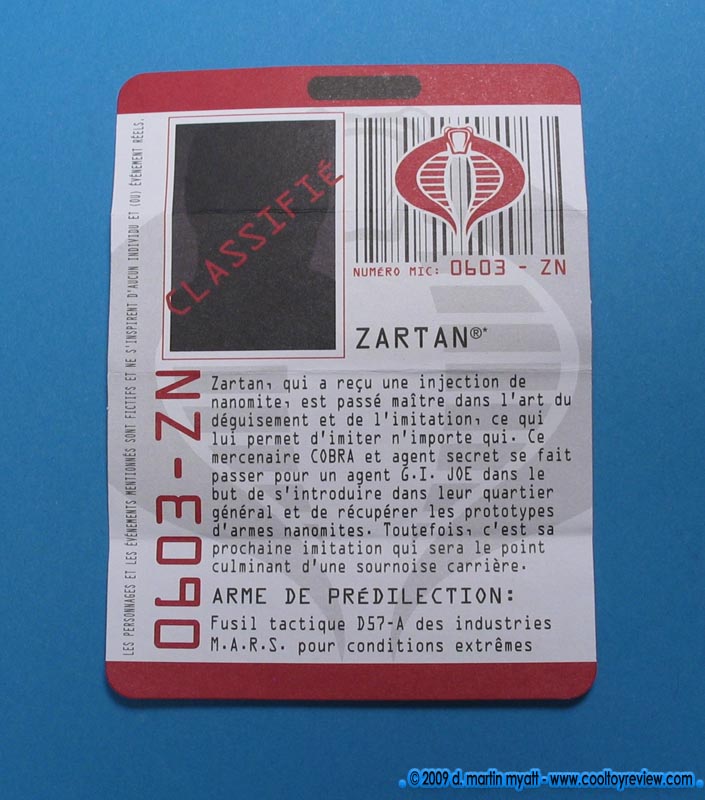 LES PERSONNAGES ET LES ÉVÉNEMENTS MENTIONNÉS SONT FICTIFS ET NE S'INSPIRENT D'AUCUN INDIVIDU ET (OU) ÉVÉNEMENT RÉELS.
CLASSIFIÉ
NUMÉRO MIC: 0603 - ZN
ZARTAN®*
0603-ZN
Zartan, qui a reçu une injection de
nanomite, est passé maître dans l'art du
déguisement et de l'imitation, ce qui
lui permet d'imiter n'importe qui. Ce
mercenaire COBRA et agent secret se fait
passer pour un agent G.I. JOE dans le
but de s'introduire dans leur quartier
général et de récupérer les prototypes
d'armes nanomites. Toutefois, c'est sa
prochaine imitation qui sera le point
culminant d'une sournoise carrière.
ARME DE PRÉDILECTION:
Fusil tactique D57-A des industries
M.A.R.S. pour conditions extrêmes
© 2009 d. martin myatt - www.cooltoyreview.com